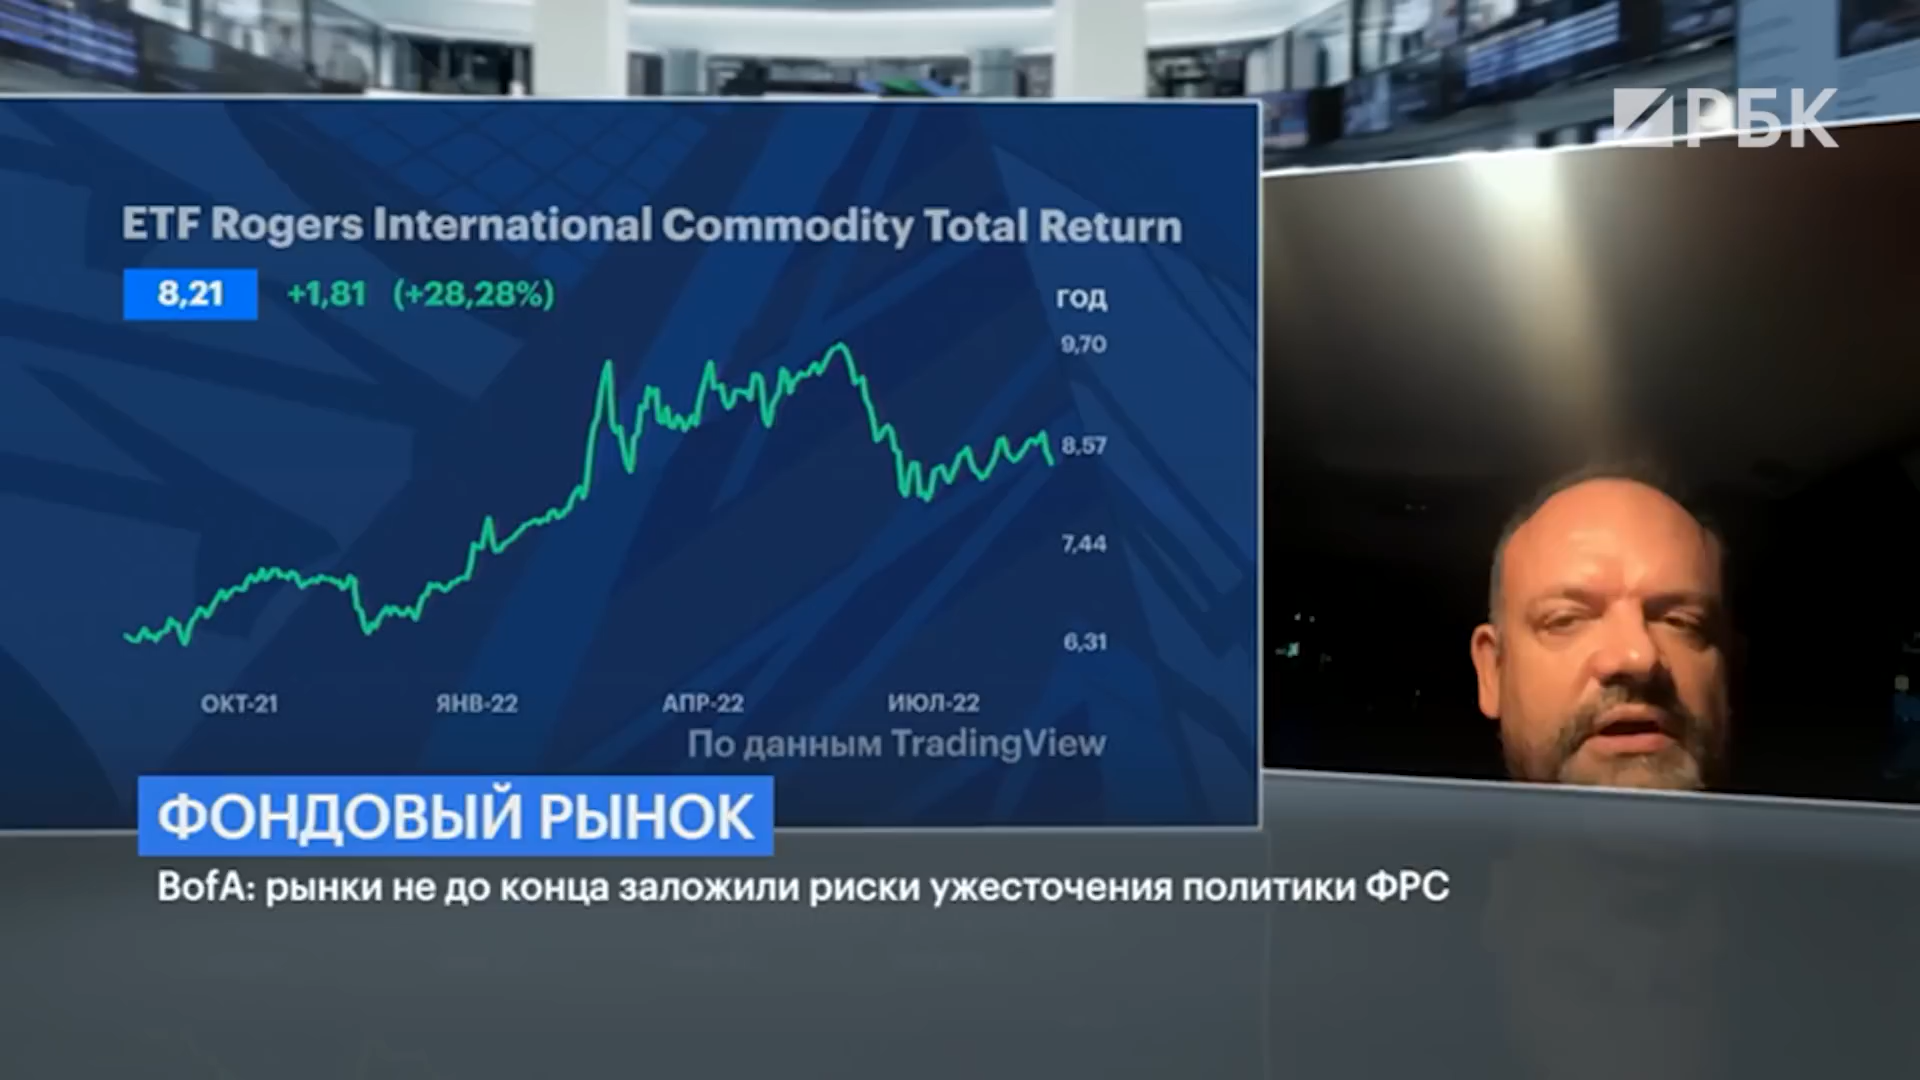 РБК
ETF Rogers International Commodity Total Return
8,21 +1,81 (+28,28%)
год
9,70
8,57
7,44
6,31
ОКТ-21 ЯНВ-22 АПР-22 ИЮЛ-22
По данным TradingView
ФОНДОВЫЙ РЫНОК
BofA: рынки не до конца заложили риски ужесточения политики ФРС